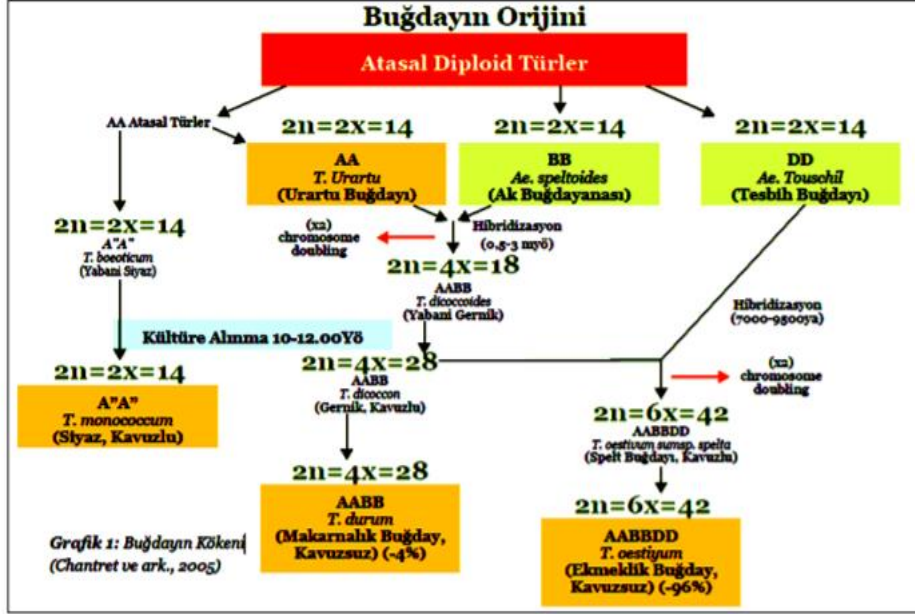 Buğdayın Orijini
Atasal Diploid Türler
AA Atasal Türler
2n=2x=14
AA
T. Urartu
(Urartu Buğdayı)
2n=2x=14
BB
Ae. speltoides
(Ak Buğdayanası)
2n=2x=14
DD
Ae. Touschil
(Tesbih Buğdayı)
2n=2x=14
A"A"
T. boeoticum
(Yabani Siyaz)
(x2)
chromosome
doubling
Hibridizasyon
(0,5-3 myö)
2n=4x=18
AABB
T. dicoccoides
(Yabani Gernik)
Hibridizasyon
(7000-9500ya)
Kültüre Alınma 10-12.00Yö
2n=2x=14
A"A"
T. monococcum
(Siyaz, Kavuzlu)
2n=4x=28
AABB
T. dicoccon
(Gernik, Kavuzlu)
(x2)
chromosome
doubling
2n=6x=42
AABBDD
T. oestivum sumsp. spelta
(Spelt Buğdayı, Kavuzlu)
2n=4x=28
AABB
T. durum
(Makarnalık Buğday,
Kavuzsuz) (-4%)
2n=6x=42
AABBDD
T. oestiyum
(Ekmeklik Buğday,
Kavuzsuz) (-96%)
Grafik 1: Buğdayın Kökeni
(Chantret ve ark., 2005)